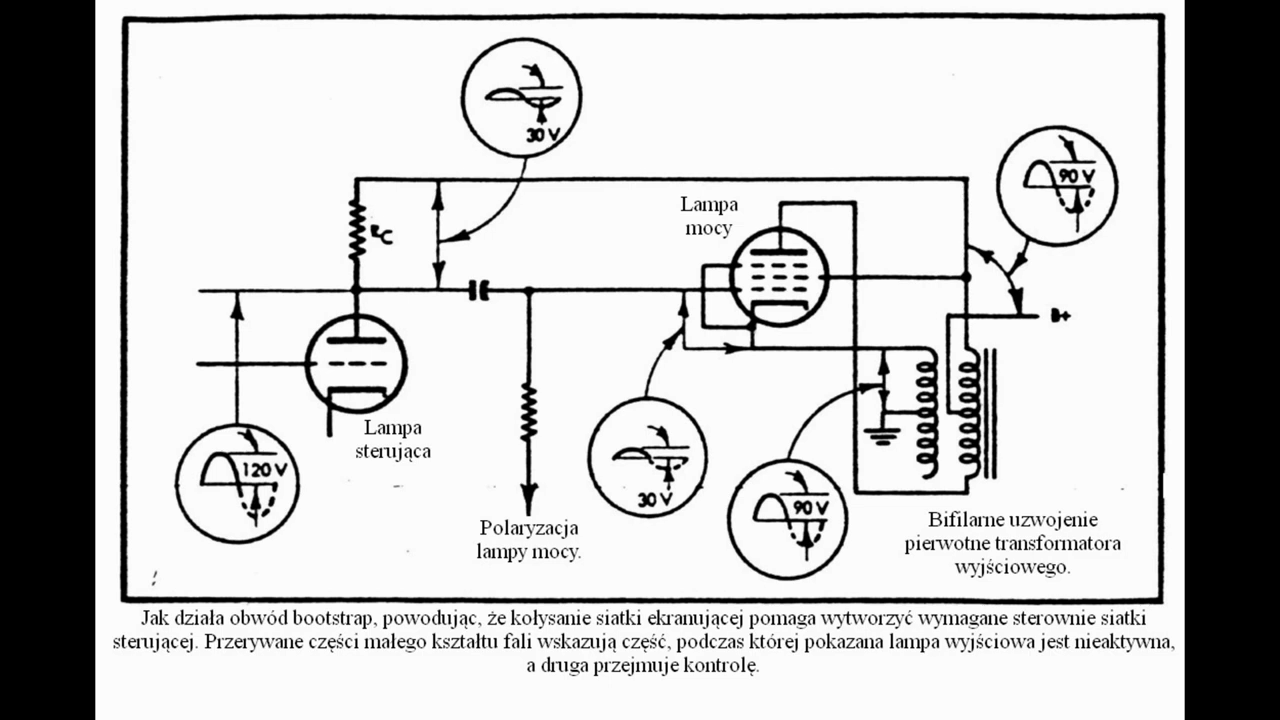 30 V
90 V
Lampa
mocy
RC
B+
120 V
Lampa
sterująca
30 V
90 V
Polaryzacja
lampy mocy.
Bifilarne uzwojenie
pierwotne transformatora
wyjściowego.
Jak działa obwód bootstrap, powodując, że kołysanie siatki ekranującej pomaga wytworzyć wymagane sterownie siatki
sterującej. Przerywane części małego kształtu fali wskazują część, podczas której pokazana lampa wyjściowa jest nieaktywna,
a druga przejmuje kontrolę.